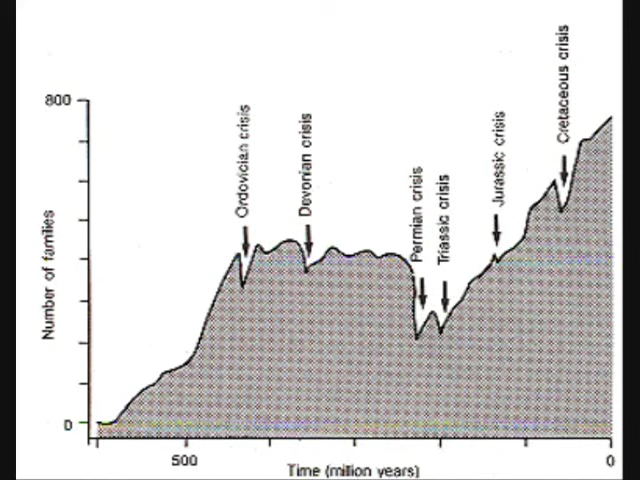 800
Number of families
0
Ordovician crisis
Devonian crisis
Permian crisis
Triassic crisis
Jurassic crisis
Cretaceous crisis
500
0
Time (million years)